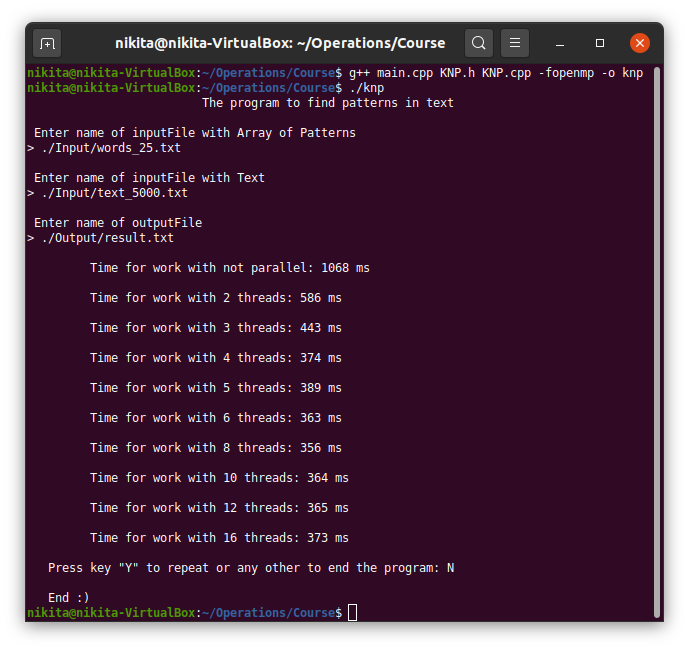 nikita@nikita-VirtualBox: ~/Operations/Course
nikita@nikita-VirtualBox:~/Operations/Course$ g++ main.cpp KNP.h KNP.cpp -fopenmp -o knp
nikita@nikita-VirtualBox:~/Operations/Course$ ./knp
The program to find patterns in text
Enter name of inputFile with Array of Patterns
> ./Input/words_25.txt
Enter name of inputFile with Text
> ./Input/text_5000.txt
Enter name of outputFile
> ./Output/result.txt
Time for work with not parallel: 1068 ms
Time for work with 2 threads: 586 ms
Time for work with 3 threads: 443 ms
Time for work with 4 threads: 374 ms
Time for work with 5 threads: 389 ms
Time for work with 6 threads: 363 ms
Time for work with 8 threads: 356 ms
Time for work with 10 threads: 364 ms
Time for work with 12 threads: 365 ms
Time for work with 16 threads: 373 ms
Press key "Y" to repeat or any other to end the program: N
End :)
nikita@nikita-VirtualBox:~/Operations/Course$